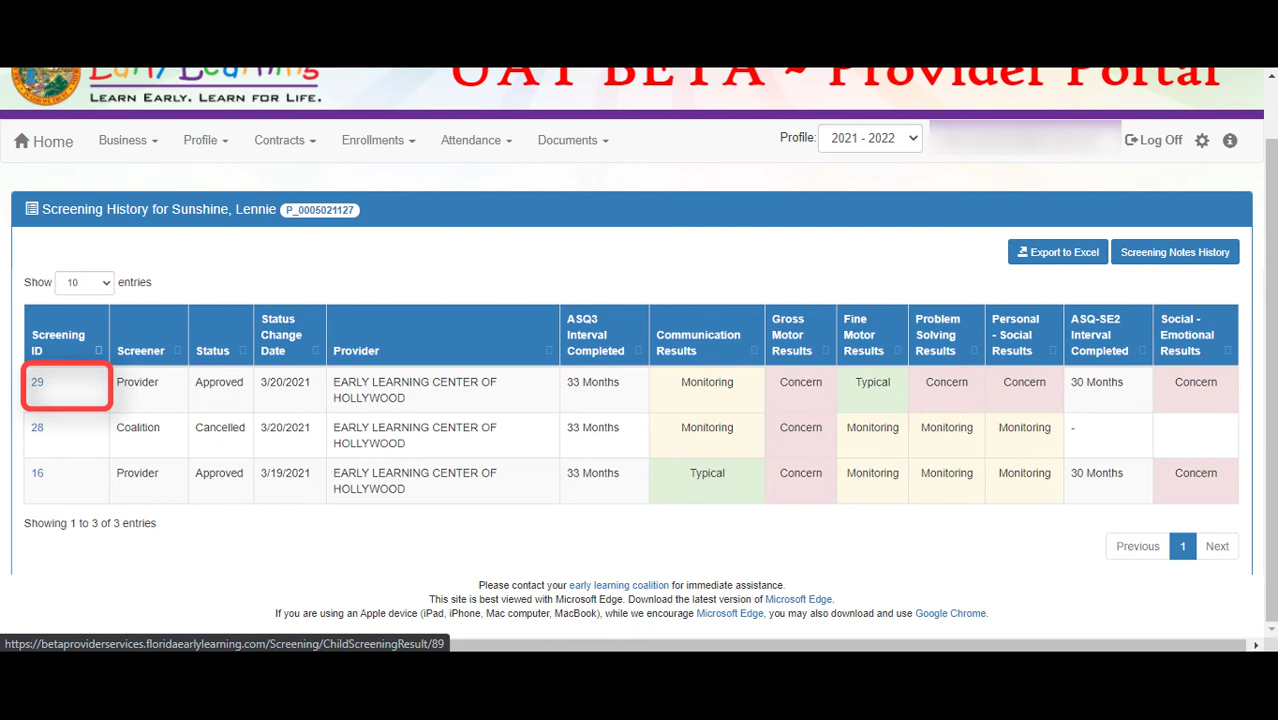 Early Learning
LEARN EARLY. LEARN FOR LIFE.
UAT BETA ~ Provider Portal
Home Business Profile Contracts Enrollments Attendance Documents Profile: 2021 - 2022 Log Off
Screening History for Sunshine, Lennie P_0005021127
Export to Excel Screening Notes History
Show 10 entries
Screening ID Screener Status Status Change Date Provider ASQ3 Interval Completed Communication Results Gross Motor Results Fine Motor Results Problem Solving Results Personal - Social Results ASQ-SE2 Interval Completed Social - Emotional Results
29 Provider Approved 3/20/2021 EARLY LEARNING CENTER OF HOLLYWOOD 33 Months Monitoring Concern Typical Concern Concern 30 Months Concern
28 Coalition Cancelled 3/20/2021 EARLY LEARNING CENTER OF HOLLYWOOD 33 Months Monitoring Concern Monitoring Monitoring Monitoring -
16 Provider Approved 3/19/2021 EARLY LEARNING CENTER OF HOLLYWOOD 33 Months Typical Concern Monitoring Monitoring Monitoring 30 Months Concern
Showing 1 to 3 of 3 entries
Previous 1 Next
Please contact your early learning coalition for immediate assistance.
This site is best viewed with Microsoft Edge. Download the latest version of Microsoft Edge.
If you are using an Apple device (iPad, iPhone, Mac computer, MacBook), while we encourage Microsoft Edge, you may also download and use Google Chrome.
https://betaproviderservices.floridaearlylearning.com/Screening/ChildScreeningResult/89